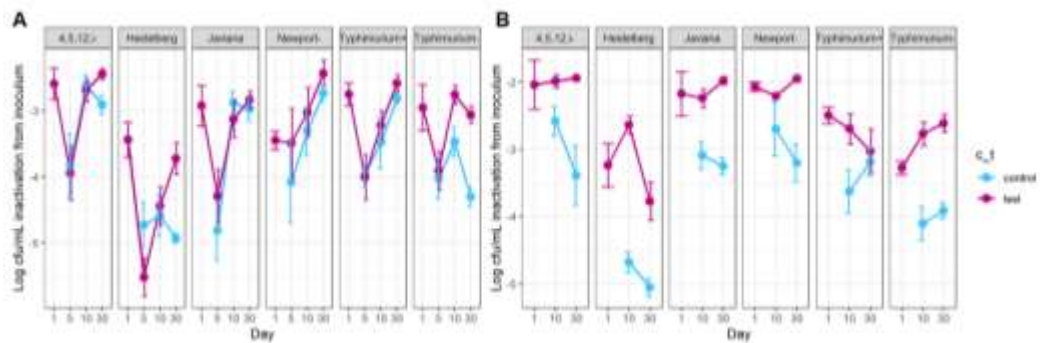 A
4,5,12,i-
Heidelberg
Javiana
Newport
Typhimurium+
Typhimurium-
Log cfu/mL inactivation from inoculum
-4
1 5 10 30
1 5 10 30
1 5 10 30
1 5 10 30
1 5 10 30
1 5 10 30
Day
B
4,5,12,i-
Heidelberg
Javiana
Newport
Typhimurium+
Typhimurium-
Log cfu/mL inactivation from inoculum
-2
-3
-4
1 10 30
1 10 30
1 10 30
1 10 30
1 10 30
1 10 30
Day
c_t
control
test